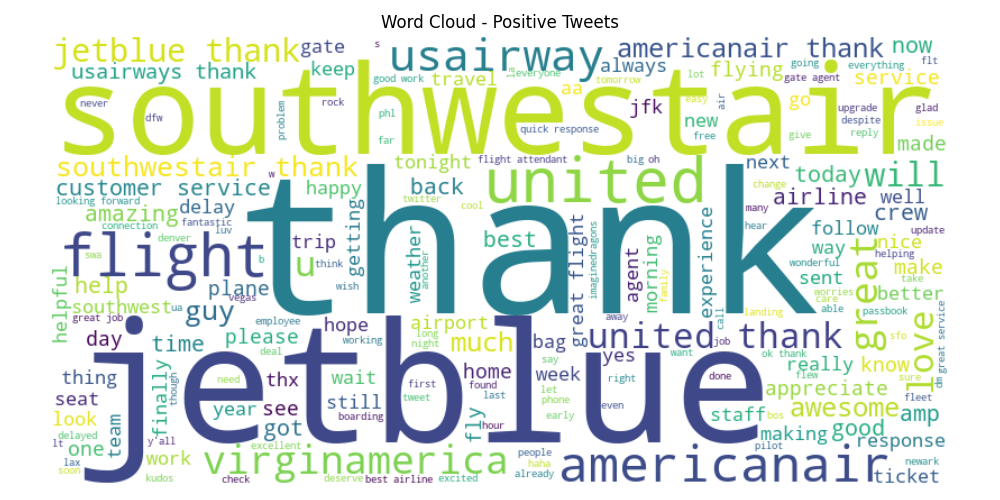 Word Cloud - Positive Tweets
jetblue thank
gate
s
usairway
americanair thank
now
usairways thank
keep
good work
travel
everyone
always
aa
tomorrow
lot
flying
going
gate agent
everything
service
flt
never
rock
dfw
problem
phl
far
southwestair
quick response
jfk
new
easy
free
air
go
upgrade
despite
reply
give
glad
issue
made
southwestair thank
w
tonight
flight attendant
big
oh
next
today
will
customer service
happy
back
united
change
airline
well
looking forward
twitter
cool
many
crew
amazing
delay
fantastic
luv
connection
denver
thank
hear
follow
update
flight
trip
getting
weather
another
best
great flight
imaginedragons
agent
morning
family
experience
call
way
nice
helping
wonderful
great
swa
b
u
think
wish
sent
make
take
worries
care
able
better
passbook
helpful
help
plane
vegas
southwest
ua
guy
landing
great job
employee
hope
airport
away
united thank
job
sfo
love
day
time
please
deal
working
long
night
much
bag
yes
want
ok thank
really
know
great service
dm
thing
finally
though
need
thx
wait
first
home
found
last
say
week
right
done
flew
sure
jetblue
let
phone
even
appreciate
fleet
seat
year
see
still
tweet
fly
early
staff
bos
awesome
amp
look
team
got
boarding
hour
making
good
delayed
lt
one
y'all
excellent
people
haha
already
pilot
response
lax
soon
work
virginamerica
americanair
newark
ticket
kudos
check
deserve
best airline
excited